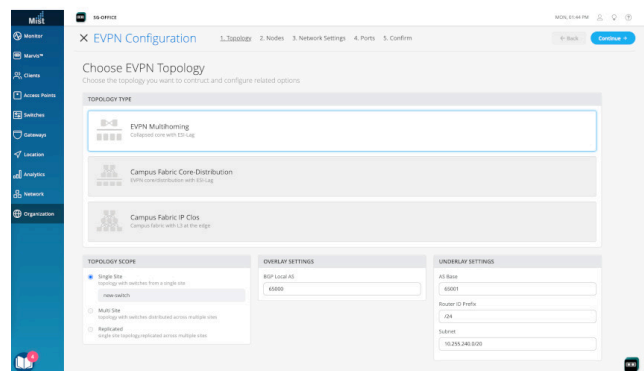 Mist
SG-OFFICE
MON, 01:44 PM
Monitor
Marvis™
Clients
Access Points
Switches
Gateways
Location
Analytics
Network
Organization
4
× EVPN Configuration
1. Topology 2. Nodes 3. Network Settings 4. Ports 5. Confirm
← Back
Continue →
Choose EVPN Topology
Choose the topology you want to contruct and configure related options
TOPOLOGY TYPE
EVPN Multihoming
Collapsed core with ESI-Lag
Campus Fabric Core-Distribution
EVPN core/distribution with ESI-Lag
Campus Fabric IP Clos
Campus fabric with L3 at the edge
TOPOLOGY SCOPE
Single Site
topology with switches from a single site
Multi Site
topology with switches distributed across multiple sites
Replicated
single site topology replicated across multiple sites
OVERLAY SETTINGS
BGP Local AS
65000
UNDERLAY SETTINGS
AS Base
65001
Router ID Prefix
/24
Subnet
10.255.240.0/20